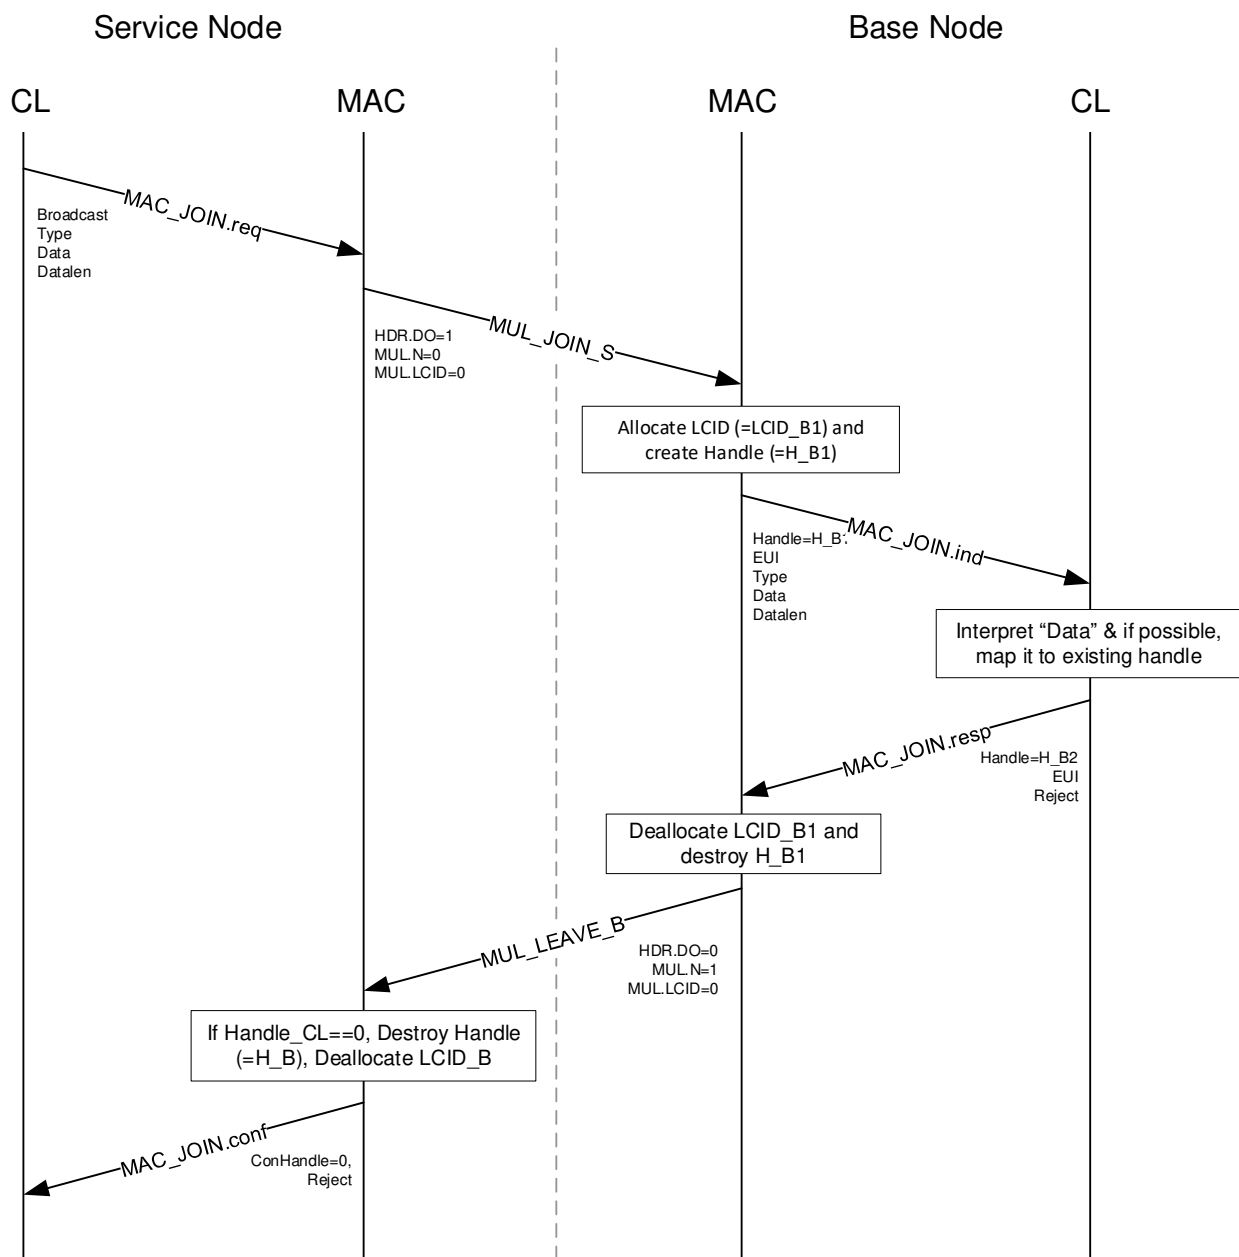 Service Node
Base Node
CL
MAC
MAC
CL
MAC_JOIN.req
Broadcast
Type
Data
Datalen
MUL_JOIN_S
HDR.DO=1
MUL.N=0
MUL.LCID=0
Allocate LCID (=LCID_B1) and
create Handle (=H_B1)
MAC_JOIN.ind
Handle=H_B1
EUI
Type
Data
Datalen
Interpret “Data” & if possible,
map it to existing handle
MAC_JOIN.resp
Handle=H_B2
EUI
Reject
Deallocate LCID_B1 and
destroy H_B1
MUL_LEAVE_B
HDR.DO=0
MUL.N=1
MUL.LCID=0
If Handle_CL==0, Destroy Handle
(=H_B), Deallocate LCID_B
MAC_JOIN.conf
ConHandle=0,
Reject